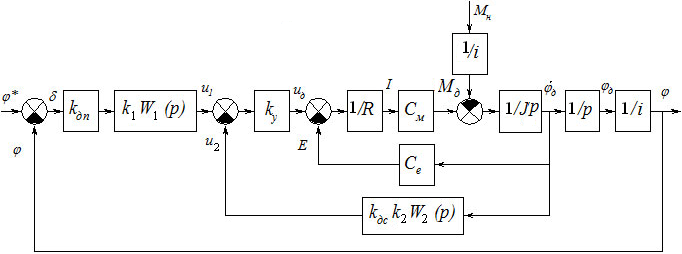 Mн
1/i
φ* δ kдп k1 W1 (p) u1 kу uд 1/R I Cм Mд 1/Jp φ̇д 1/p φд 1/i φ
φ u2 E Ce
kдс k2 W2 (p)